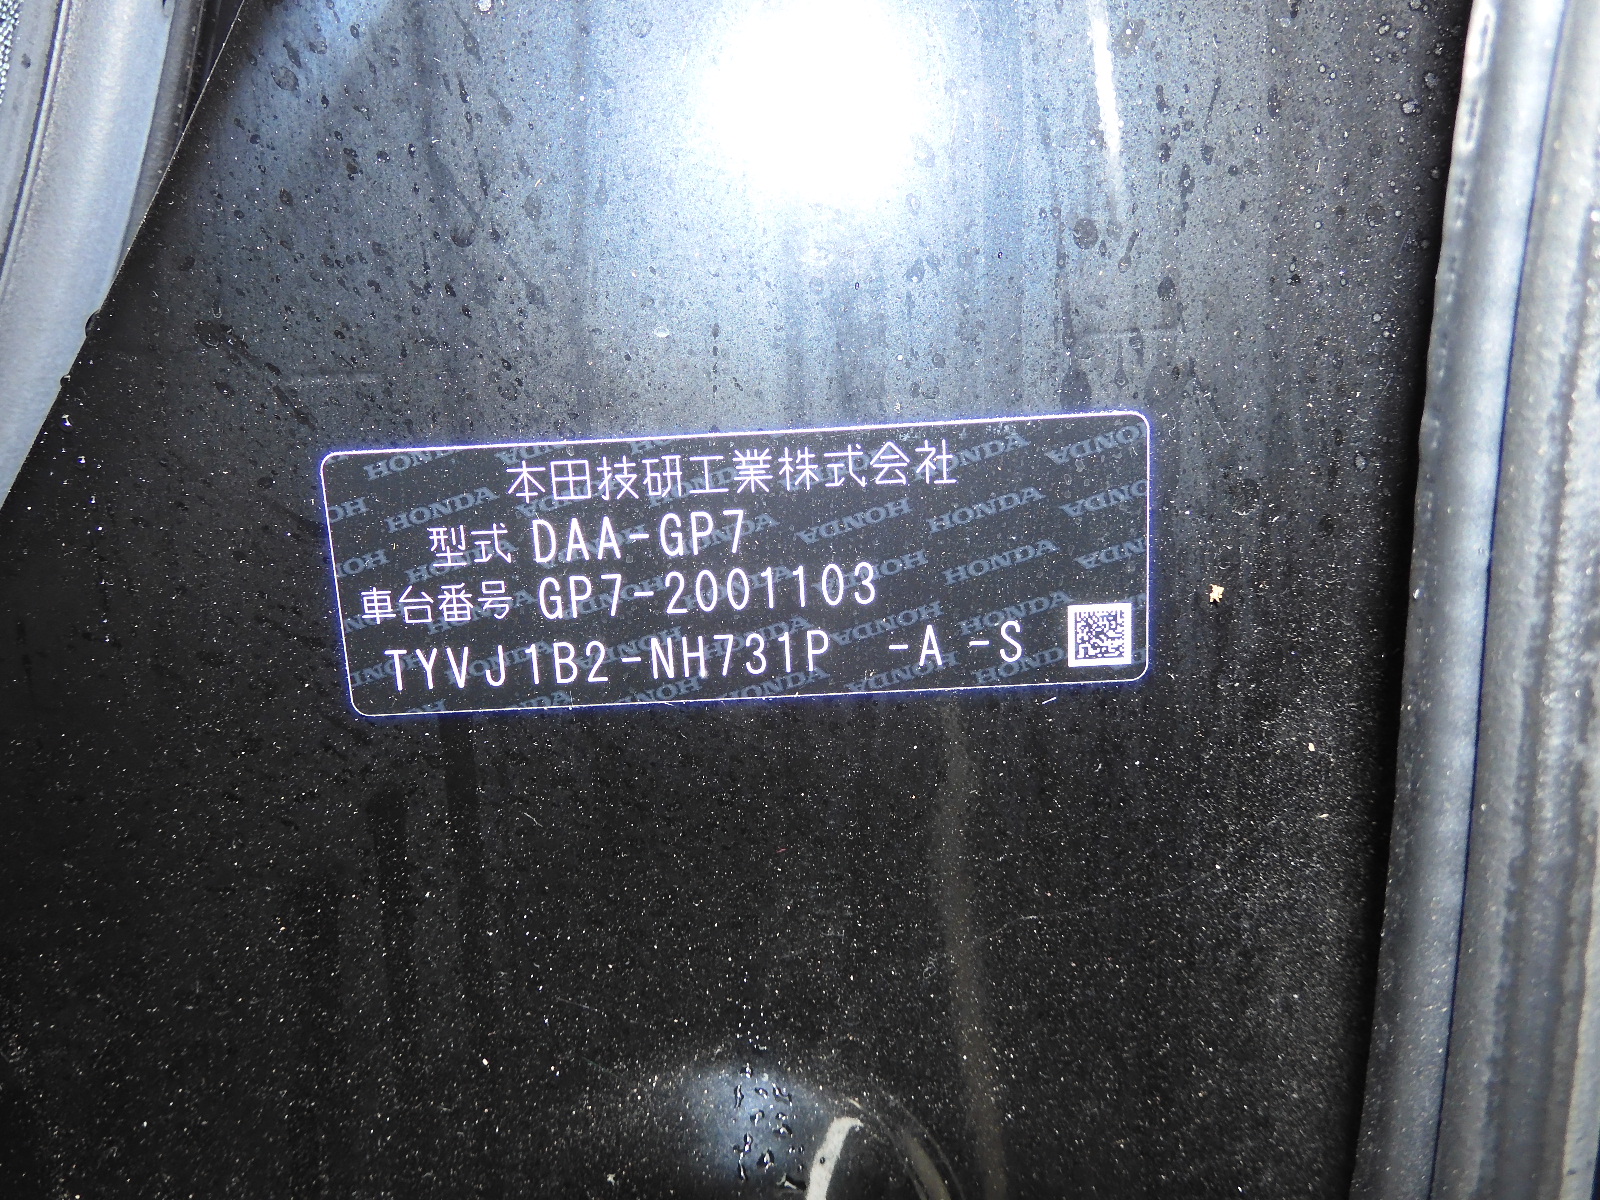 本田技研工業株式会社
型式 DAA-GP7
車台番号 GP7-2001103
TYVJ1B2-NH731P -A -S